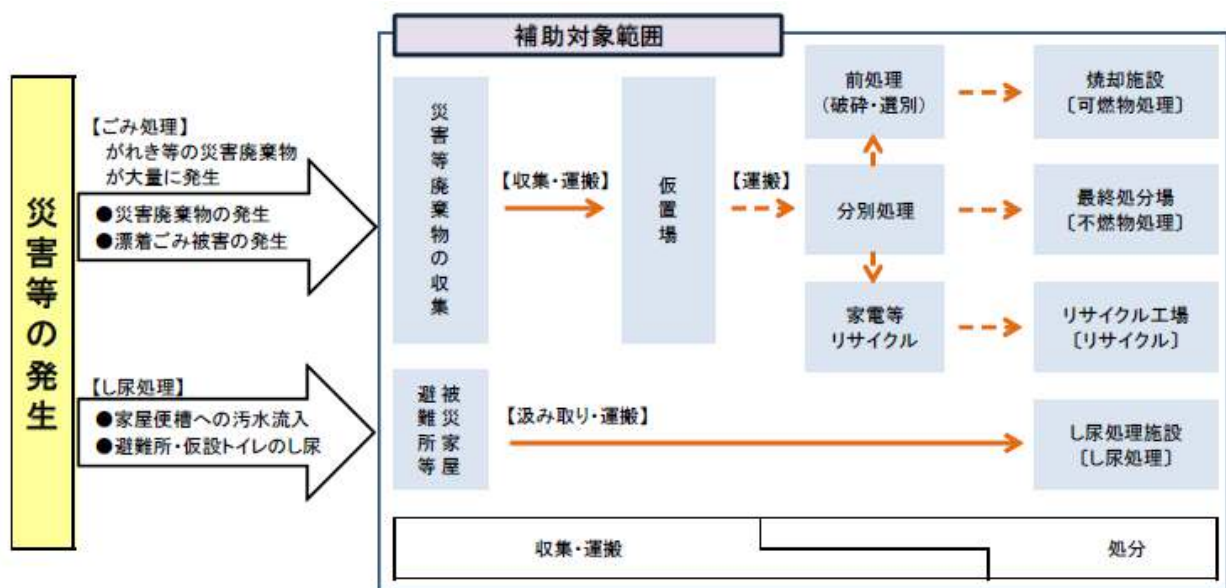 補助対象範囲
災害等の発生
【ごみ処理】
がれき等の災害廃棄物
が大量に発生
●災害廃棄物の発生
●漂着ごみ被害の発生
【し尿処理】
●家屋便槽への汚水流入
●避難所・仮設トイレのし尿
災害等廃棄物の収集
【収集・運搬】
仮置場
【運搬】
前処理
(破砕・選別)
分別処理
家電等
リサイクル
焼却施設
〔可燃物処理〕
最終処分場
[不燃物処理]
リサイクル工場
〔リサイクル〕
被災家屋
避難所等
【汲み取り・運搬】
し尿処理施設
〔し尿処理〕
収集・運搬
処分